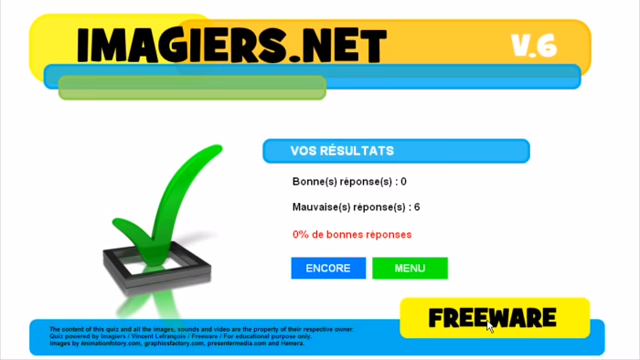 IMAGIERS.NET
V.6
VOS RÉSULTATS
Bonne(s) réponse(s) : 0
Mauvaise(s) réponse(s) : 6
0% de bonnes réponses
ENCORE
MENU
FREEWARE
The content of this quiz and all the images, sounds and video are the property of their respective owner.
Quiz powered by Imagiers / Vincent Lefrançois / Freeware / For educational purpose only.
Images by Animationfactory.com, graphicsfactory.com, presentermedia.com and Hemera.